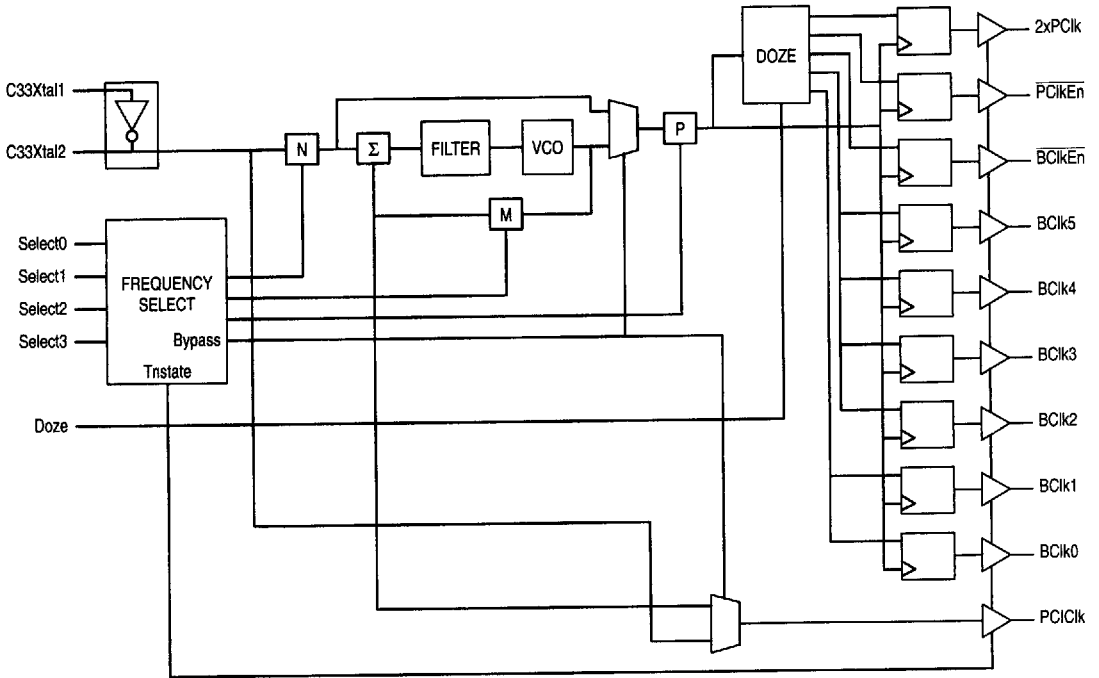 C33Xtal1
C33Xtal2
Select0
Select1
Select2
Select3
Doze
FREQUENCY
SELECT
Bypass
Tnstate
N
Σ
FILTER
VCO
M
P
DOZE
2xPClk
PClkEn
BClkEn
BClk5
BClk4
BClk3
BClk2
BClk1
BClk0
PCIClk